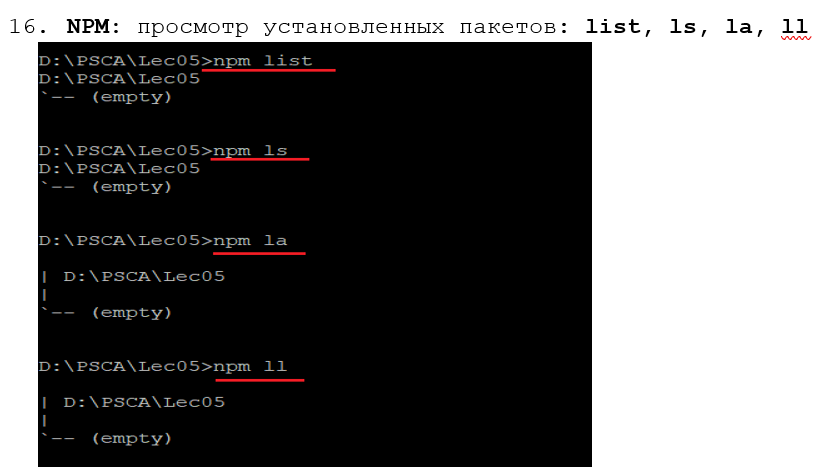 16. NPM: просмотр установленных пакетов: list, ls, la, ll
D:\PSCA\Lec05>npm list
D:\PSCA\Lec05
`-- (empty)
D:\PSCA\Lec05>npm ls
D:\PSCA\Lec05
`-- (empty)
D:\PSCA\Lec05>npm la
| D:\PSCA\Lec05
|
`-- (empty)
D:\PSCA\Lec05>npm ll
| D:\PSCA\Lec05
|
`-- (empty)